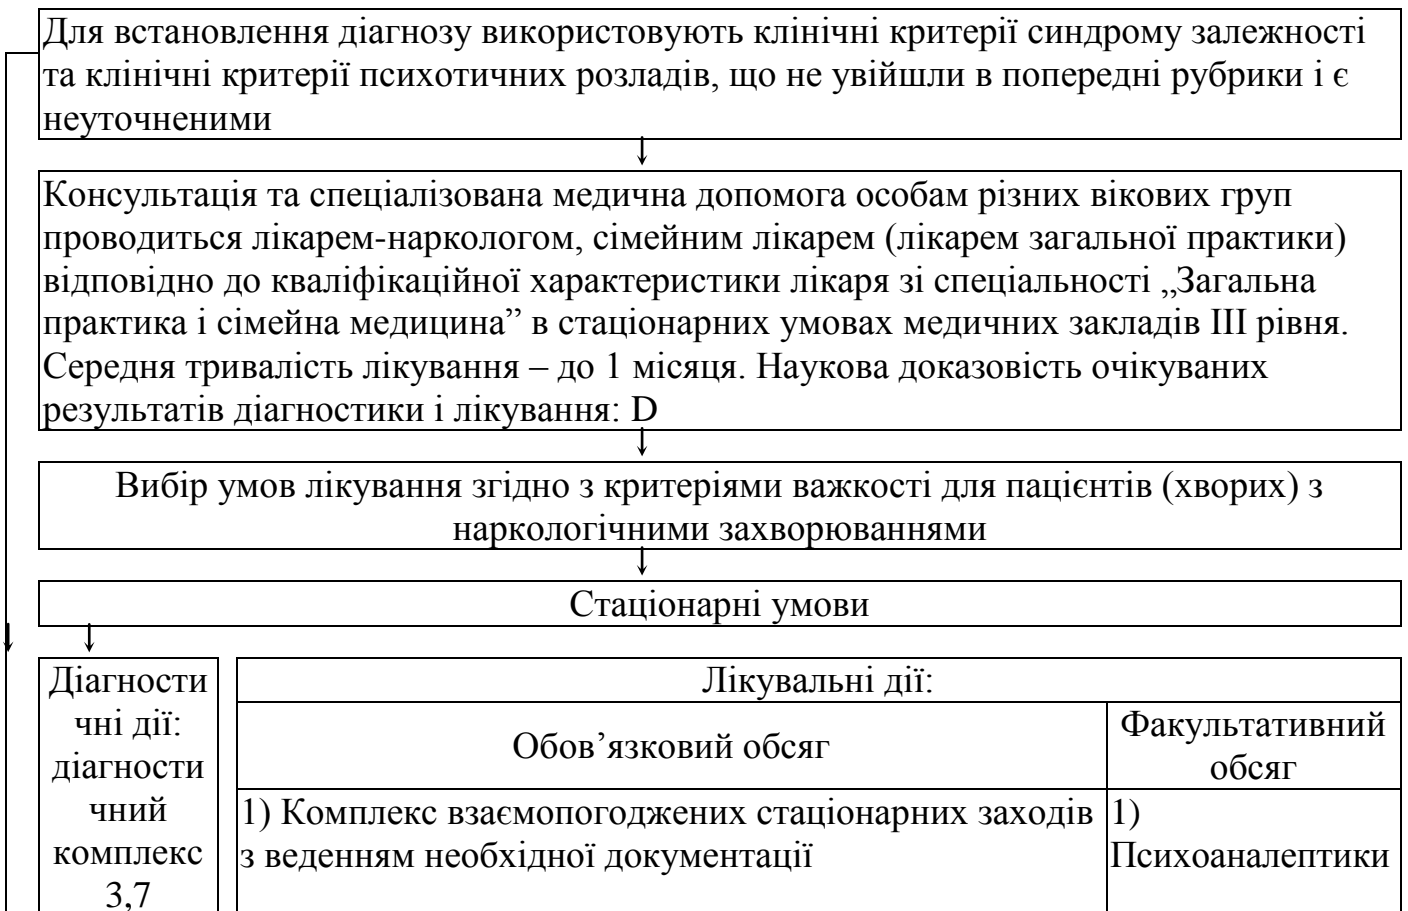 Для встановлення діагнозу використовують клінічні критерії синдрому залежності
та клінічні критерії психотичних розладів, що не увійшли в попередні рубрики і є
неуточненими
Консультація та спеціалізована медична допомога особам різних вікових груп
проводиться лікарем-наркологом, сімейним лікарем (лікарем загальної практики)
відповідно до кваліфікаційної характеристики лікаря зі спеціальності „Загальна
практика і сімейна медицина” в стаціонарних умовах медичних закладів III рівня.
Середня тривалість лікування – до 1 місяця. Наукова доказовість очікуваних
результатів діагностики і лікування: D
Вибір умов лікування згідно з критеріями важкості для пацієнтів (хворих) з
наркологічними захворюваннями
Стаціонарні умови
Діагности
чні дії:
діагности
чний
комплекс
3,7
Лікувальні дії:
Обов’язковий обсяг
Факультативний
обсяг
1) Комплекс взаємопогоджених стаціонарних заходів
з веденням необхідної документації
1)
Психоаналептики